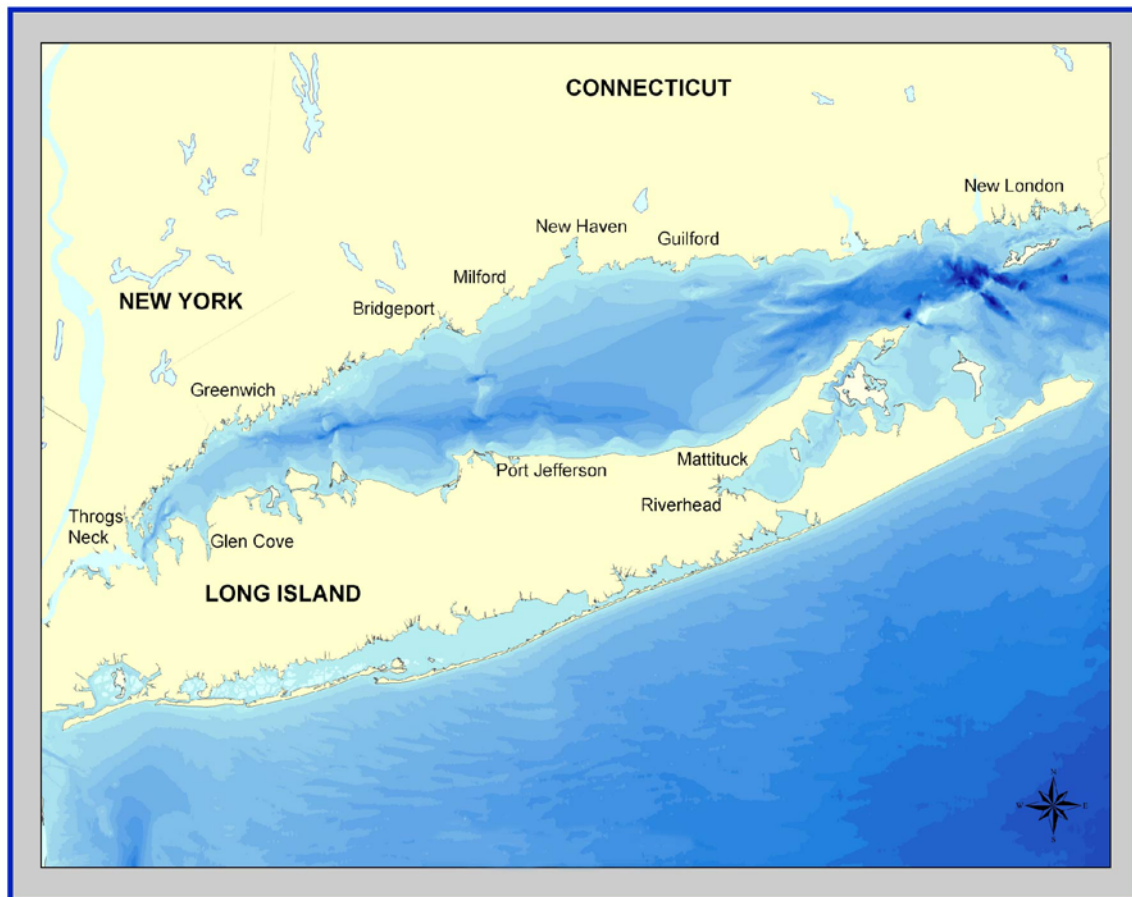 CONNECTICUT
New London
New Haven
Guilford
Milford
NEW YORK
Bridgeport
Greenwich
Mattituck
Port Jefferson
Riverhead
Throgs
Neck
Glen Cove
LONG ISLAND
N
W
E
S